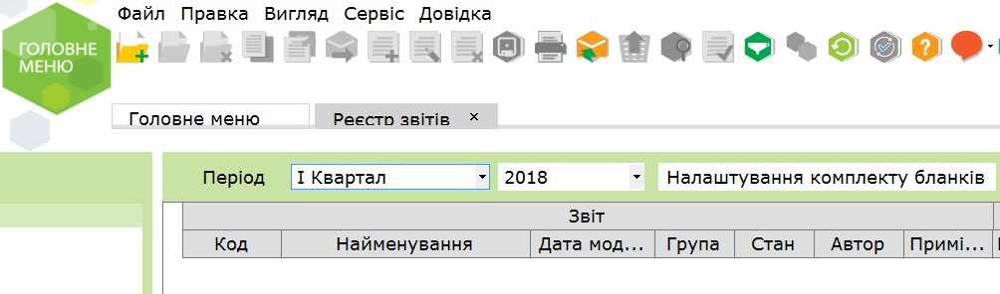 Файл Правка Вигляд Сервіс Довідка
ГОЛОВНЕ
МЕНЮ
Головне меню
Реєстр звітів ×
Період І Квартал 2018 Налаштування комплекту бланків
Звіт
Код Найменування Дата мод... Група Стан Автор Примі...